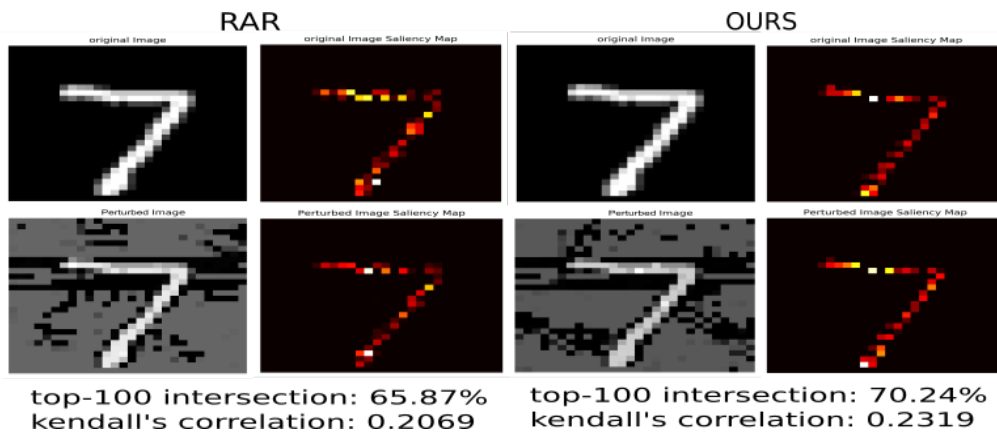 RAR
OURS
original Image
original Image Saliency Map
original Image
original Image Saliency Map
Perturbed Image
Perturbed Image Saliency Map
Perturbed Image
Perturbed Image Saliency Map
top-100 intersection: 65.87%
kendall's correlation: 0.2069
top-100 intersection: 70.24%
kendall's correlation: 0.2319